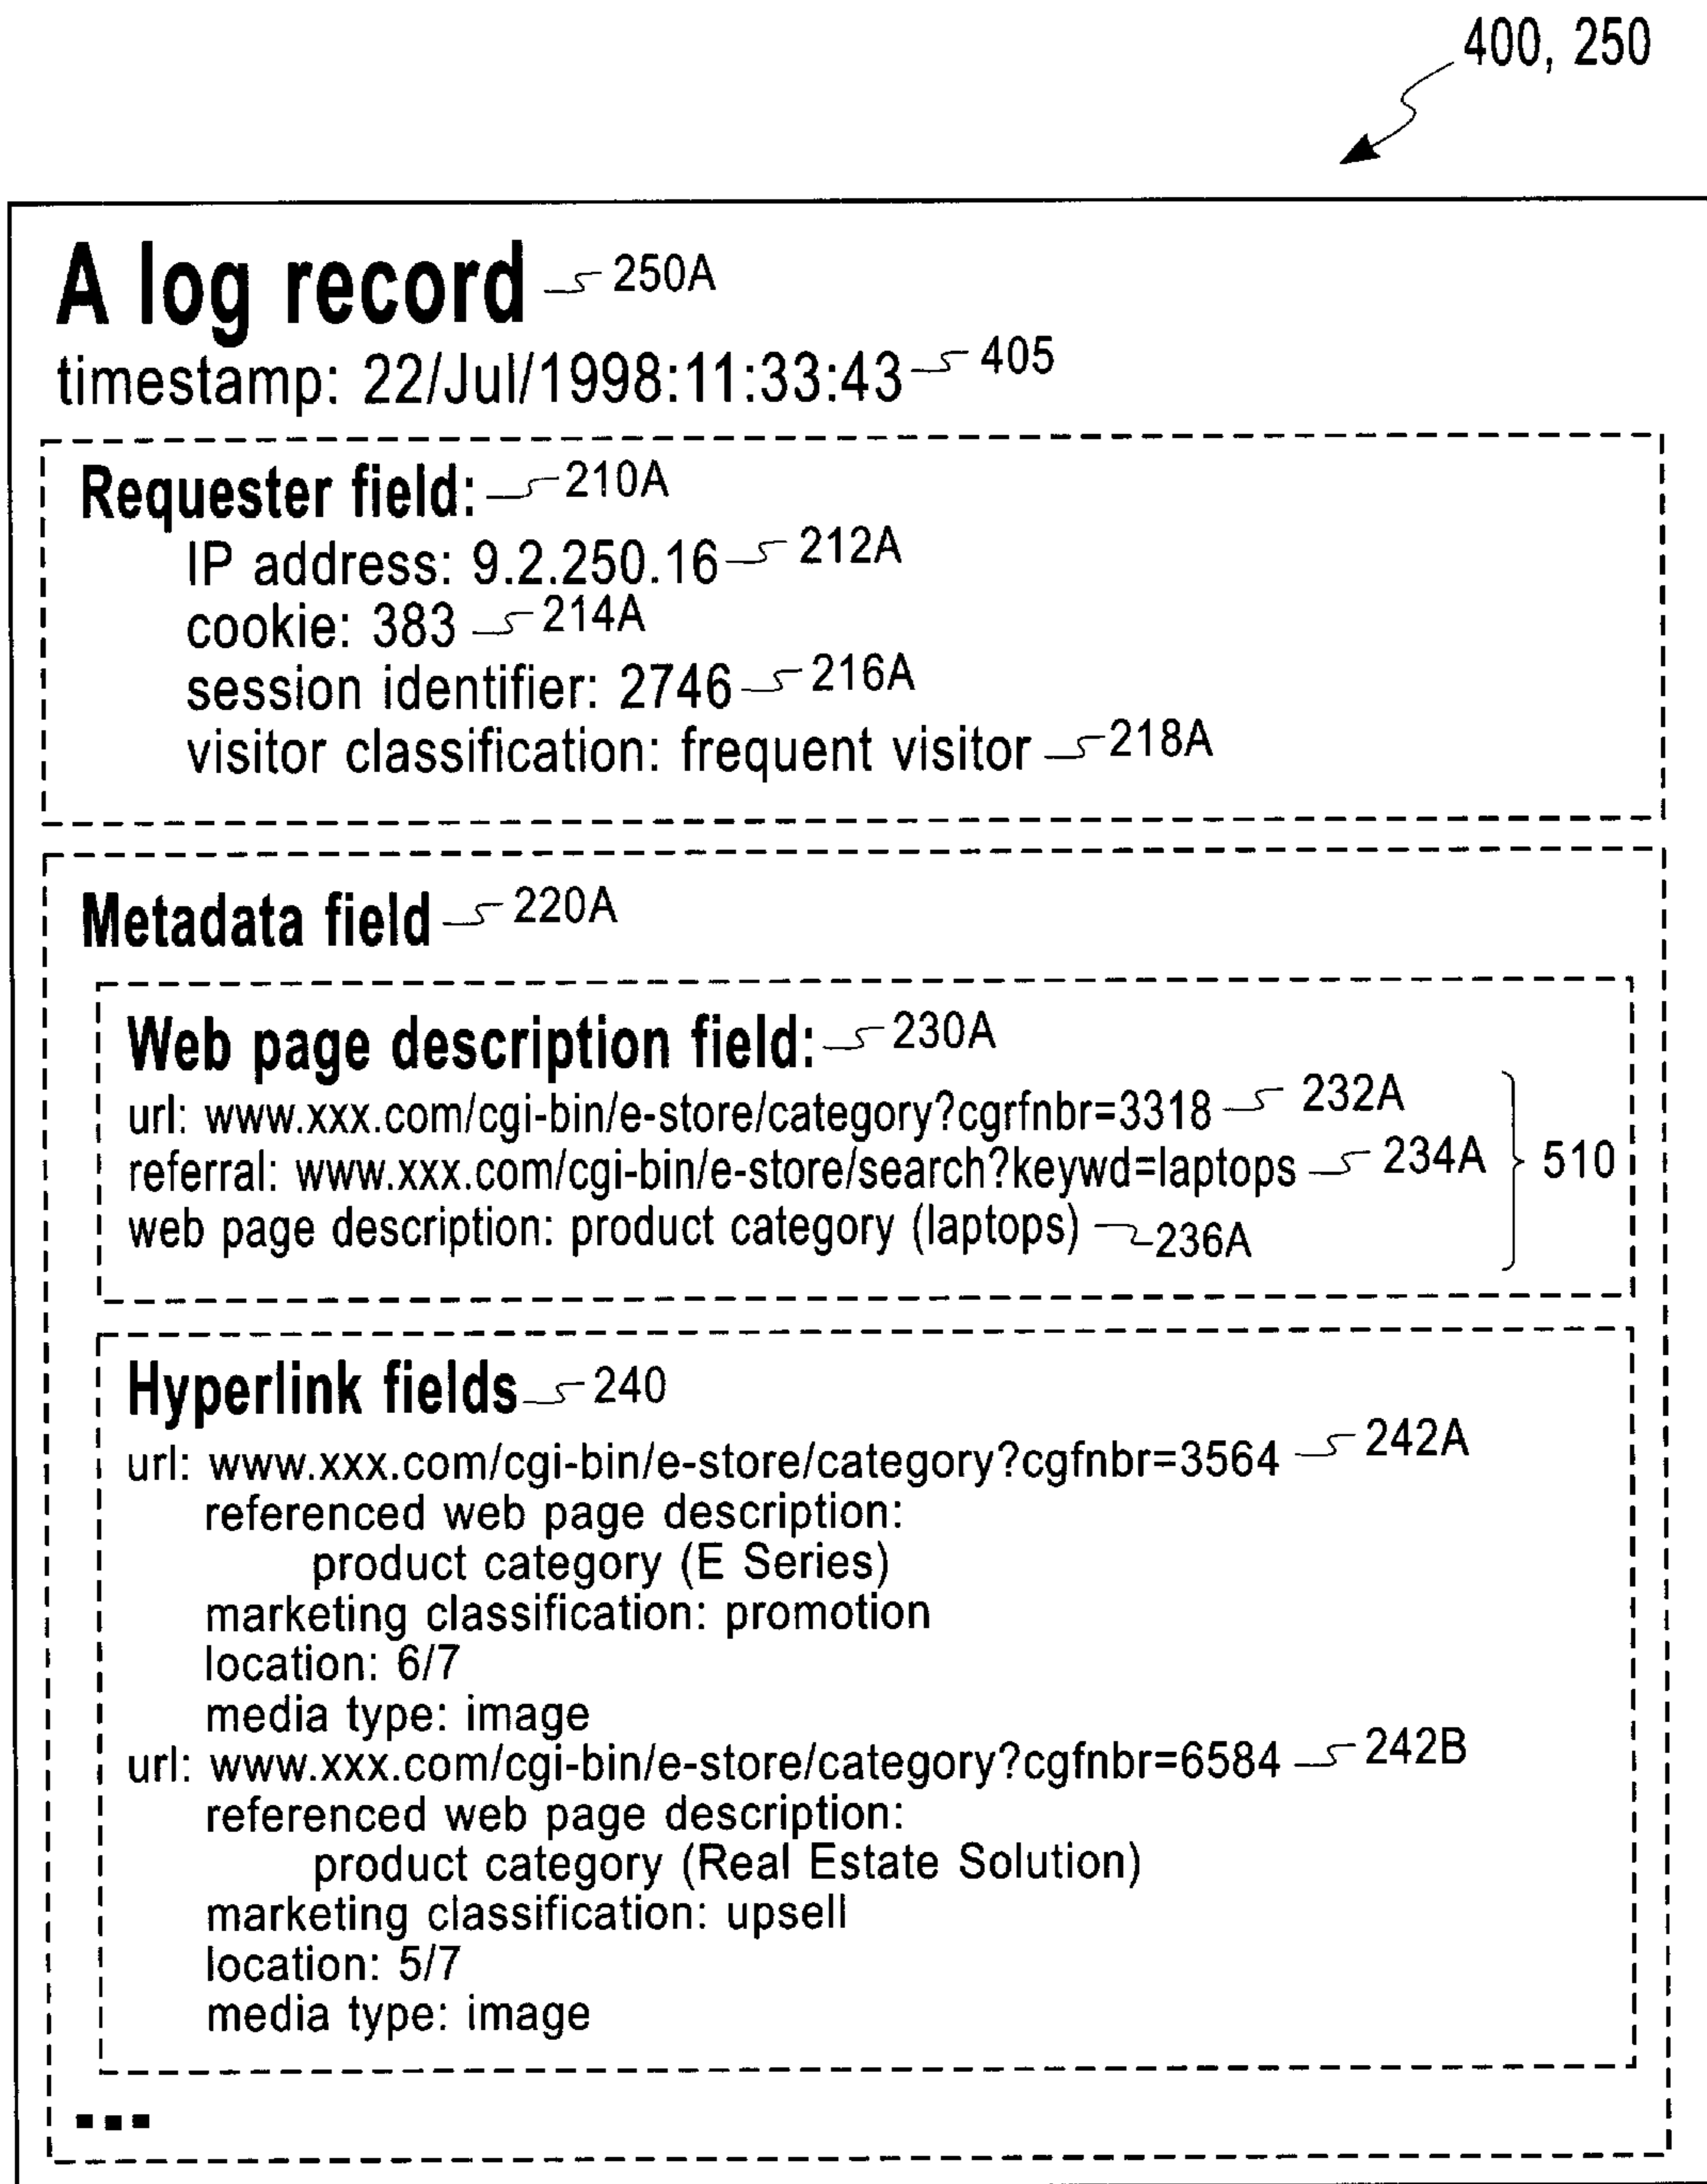 400, 250
A log record 250A
timestamp: 22/Jul/1998:11:33:43 405
Requester field: 210A
IP address: 9.2.250.16 212A
cookie: 383 214A
session identifier: 2746 216A
visitor classification: frequent visitor 218A
Metadata field 220A
Web page description field: 230A
url: www.xxx.com/cgi-bin/e-store/category?cgrfnbr=3318 232A
referral: www.xxx.com/cgi-bin/e-store/search?keywd=laptops 234A 510
web page description: product category (laptops) 236A
Hyperlink fields 240
url: www.xxx.com/cgi-bin/e-store/category?cgfnbr=3564 242A
referenced web page description:
product category (E Series)
marketing classification: promotion
location: 6/7
media type: image
url: www.xxx.com/cgi-bin/e-store/category?cgfnbr=6584 242B
referenced web page description:
product category (Real Estate Solution)
marketing classification: upsell
location: 5/7
media type: image
...